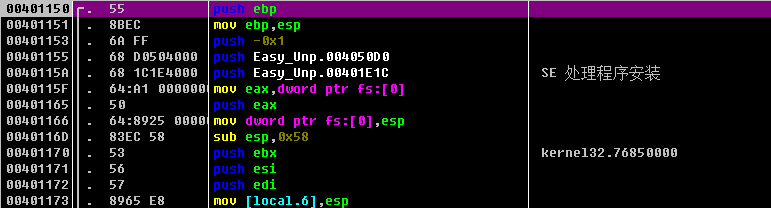 00401150 . 55 push ebp
00401151 . 8BEC mov ebp,esp
00401153 . 6A FF push -0x1
00401155 . 68 D0504000 push Easy_Unp.004050D0
0040115A . 68 1C1E4000 push Easy_Unp.00401E1C SE 处理程序安装
0040115F . 64:A1 0000000 mov eax,dword ptr fs:[0]
00401165 . 50 push eax
00401166 . 64:8925 00000 mov dword ptr fs:[0],esp
0040116D . 83EC 58 sub esp,0x58
00401170 . 53 push ebx kernel32.76850000
00401171 . 56 push esi
00401172 . 57 push edi
00401173 . 8965 E8 mov [local.6],esp